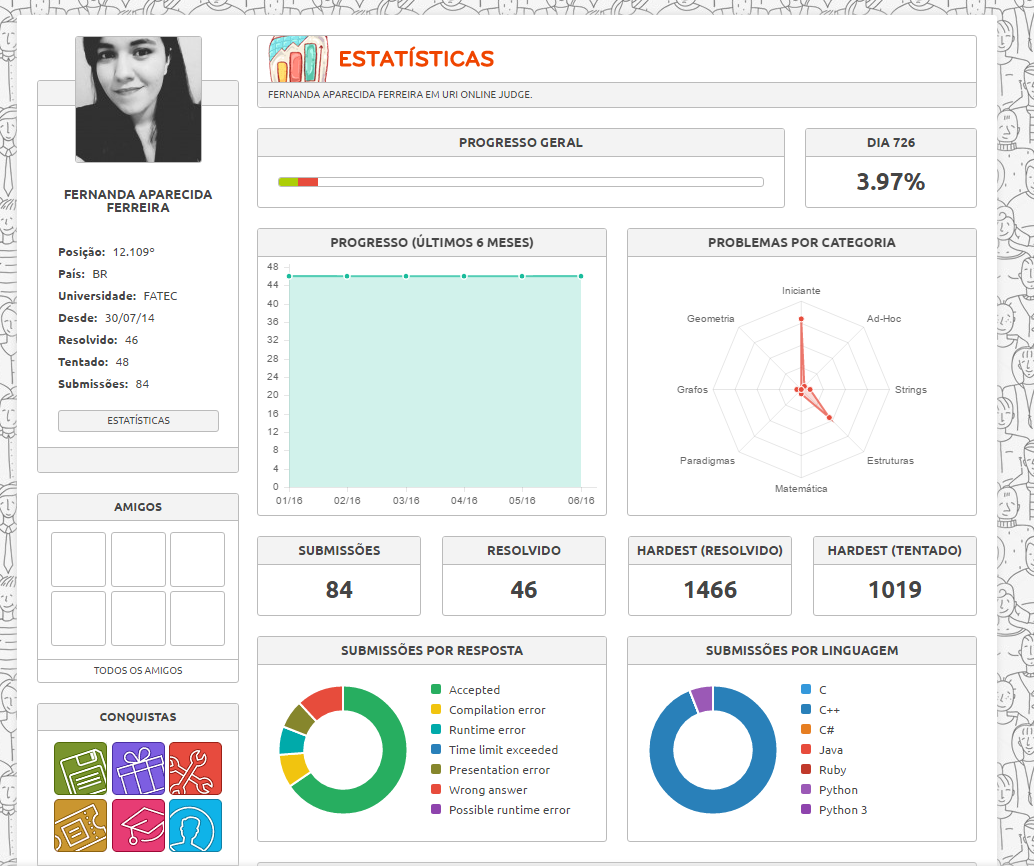 FERNANDA APARECIDA
FERREIRA
Posição: 12.109º
País: BR
Universidade: FATEC
Desde: 30/07/14
Resolvido: 46
Tentado: 48
Submissões: 84
ESTATÍSTICAS
AMIGOS
TODOS OS AMIGOS
CONQUISTAS
ESTATÍSTICAS
FERNANDA APARECIDA FERREIRA EM URI ONLINE JUDGE.
PROGRESSO GERAL
DIA 726
3.97%
PROGRESSO (ÚLTIMOS 6 MESES)
48
44
40
36
32
28
24
20
16
12
8
4
0
01/16 02/16 03/16 04/16 05/16 06/16
PROBLEMAS POR CATEGORIA
Iniciante
Geometria Ad-Hoc
Grafos Strings
Paradigmas Estruturas
Matemática
SUBMISSÕES
84
RESOLVIDO
46
HARDEST (RESOLVIDO)
1466
HARDEST (TENTADO)
1019
SUBMISSÕES POR RESPOSTA
Accepted
Compilation error
Runtime error
Time limit exceeded
Presentation error
Wrong answer
Possible runtime error
SUBMISSÕES POR LINGUAGEM
C
C++
C#
Java
Ruby
Python
Python 3